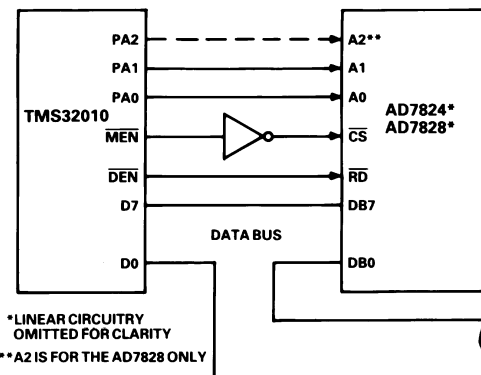 PA2
A2**
PA1
A1
PA0
A0
TMS32010
AD7824*
AD7828*
MEN
CS
DEN
RD
D7
DB7
DATA BUS
D0
DB0
*LINEAR CIRCUITRY
OMITTED FOR CLARITY
**A2 IS FOR THE AD7828 ONLY